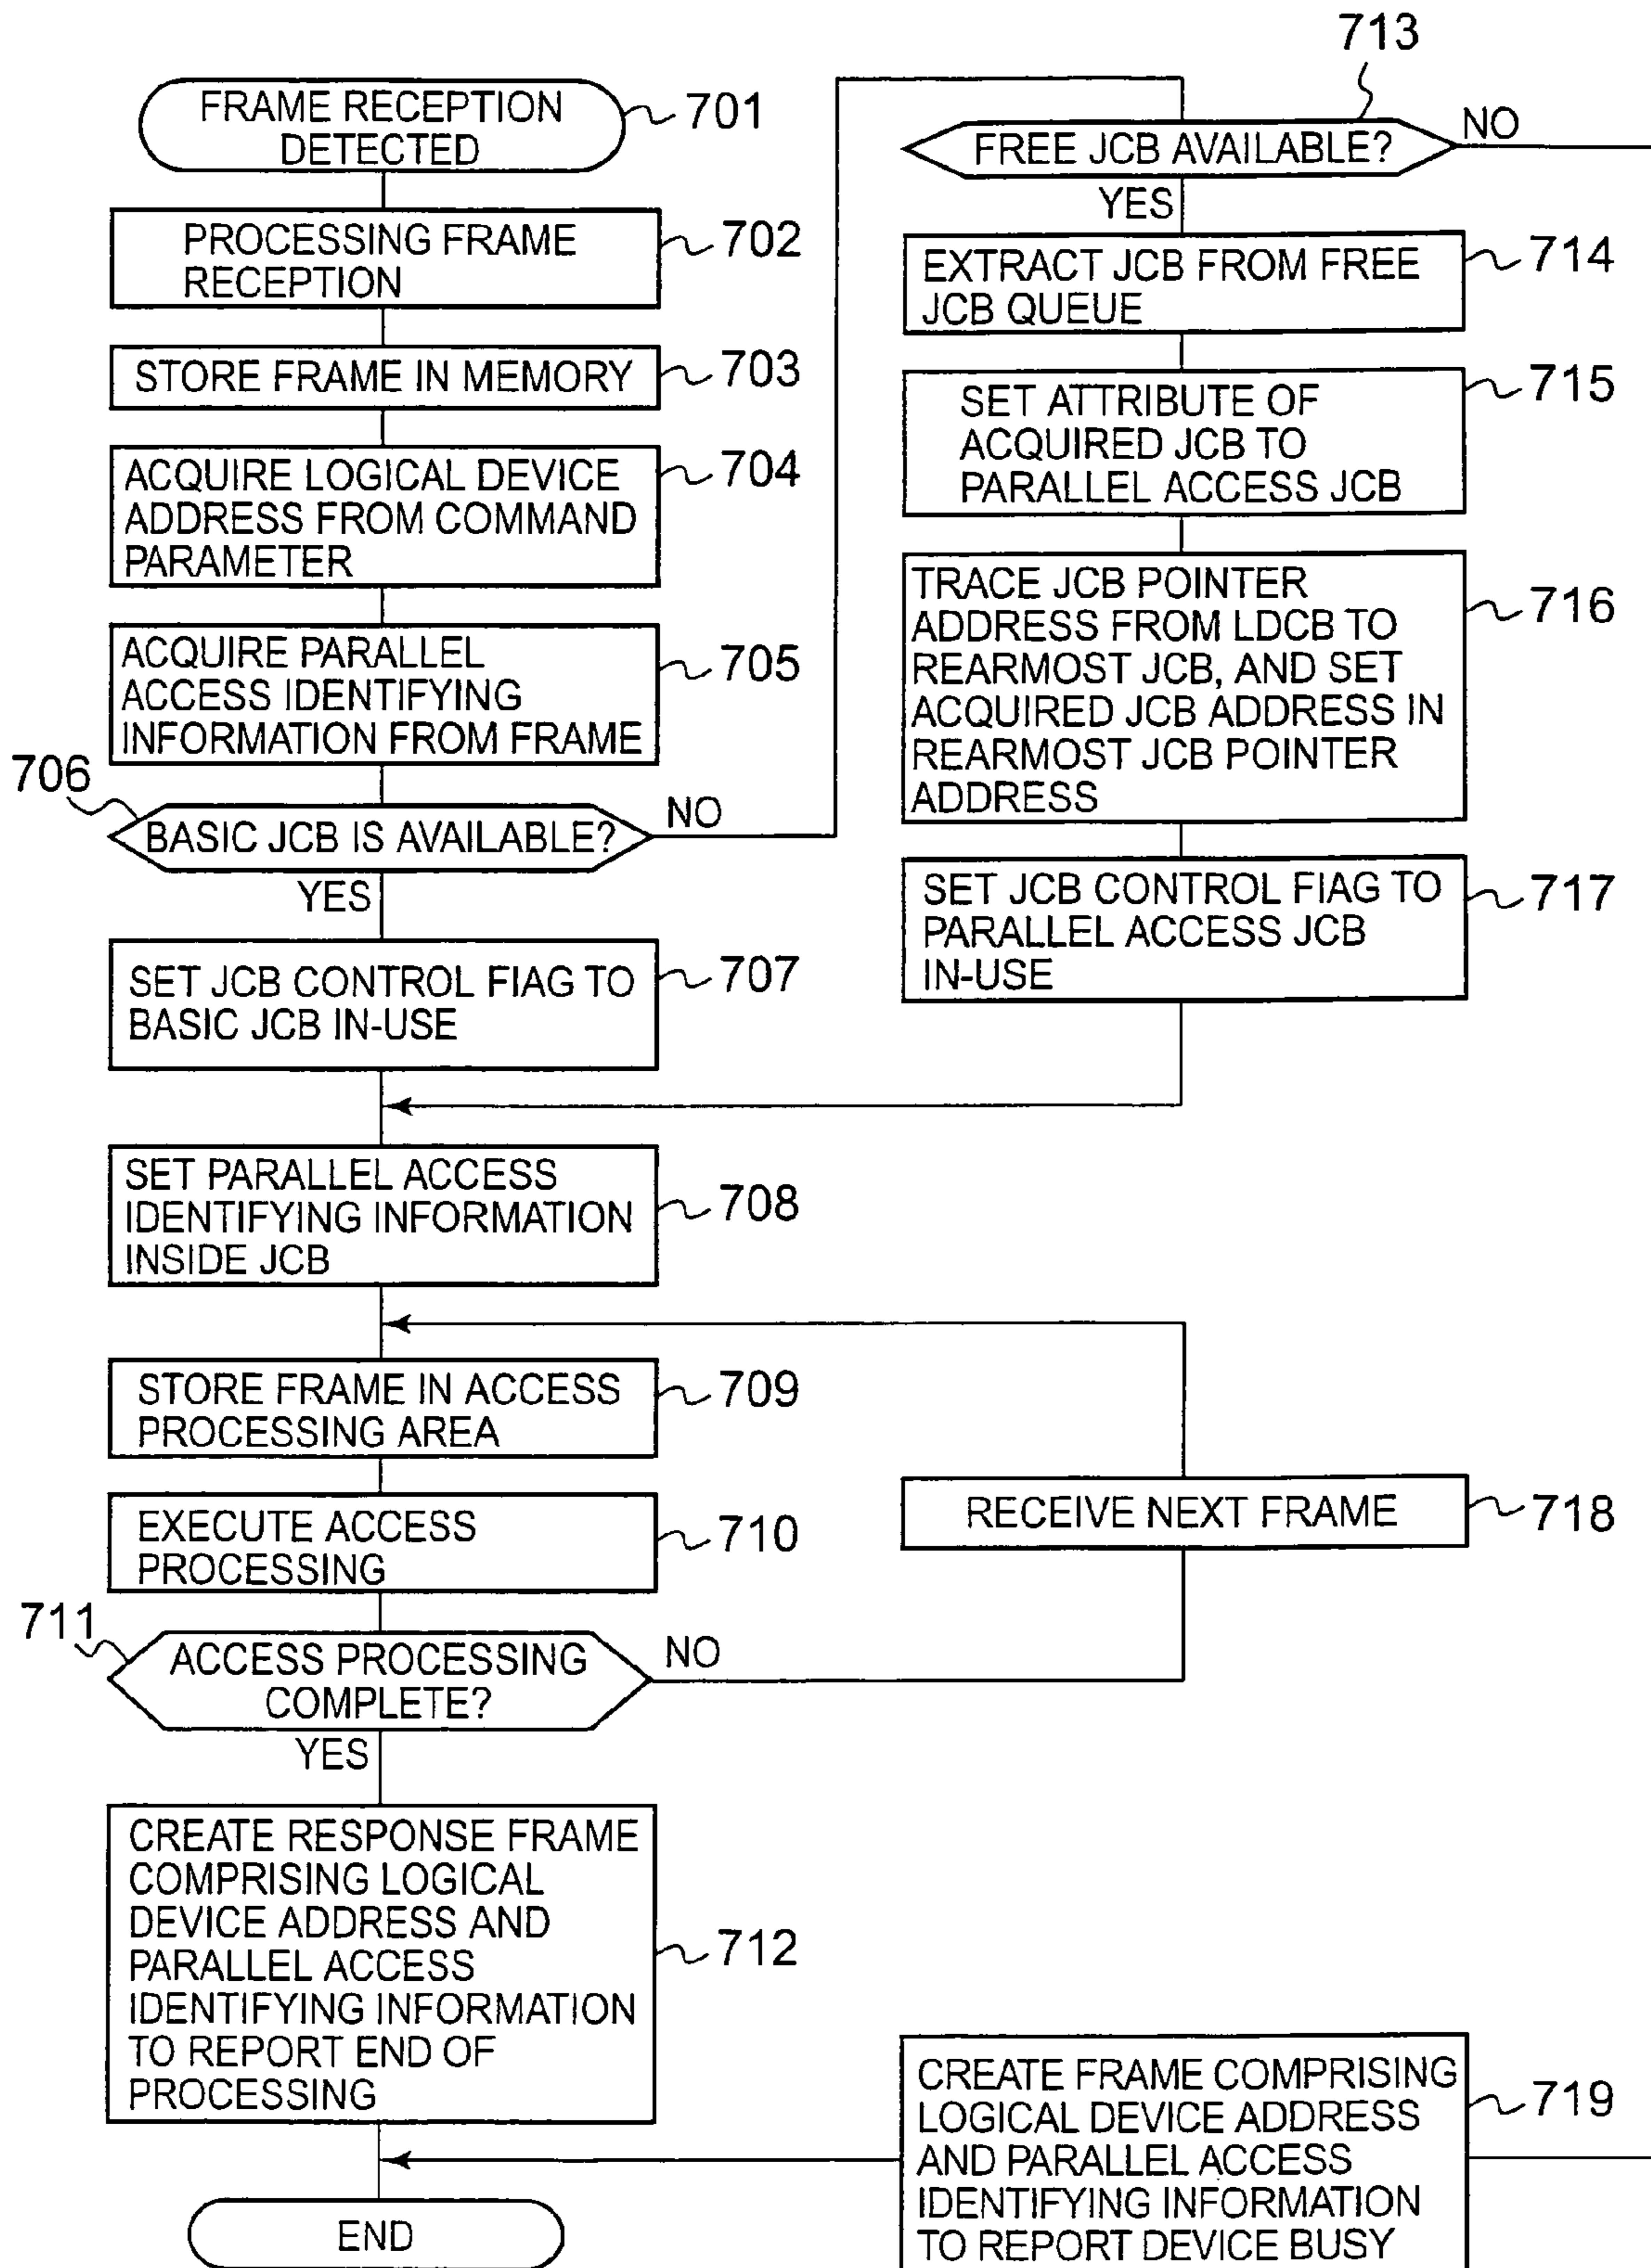 FRAME RECEPTION
DETECTED
701
PROCESSING FRAME
RECEPTION
702
STORE FRAME IN MEMORY
703
ACQUIRE LOGICAL DEVICE
ADDRESS FROM COMMAND
PARAMETER
704
ACQUIRE PARALLEL
ACCESS IDENTIFYING
INFORMATION FROM FRAME
705
706
BASIC JCB IS AVAILABLE?
NO
YES
SET JCB CONTROL FIAG TO
BASIC JCB IN-USE
707
SET PARALLEL ACCESS
IDENTIFYING INFORMATION
INSIDE JCB
708
STORE FRAME IN ACCESS
PROCESSING AREA
709
EXECUTE ACCESS
PROCESSING
710
711
ACCESS PROCESSING
COMPLETE?
NO
YES
CREATE RESPONSE FRAME
COMPRISING LOGICAL
DEVICE ADDRESS AND
PARALLEL ACCESS
IDENTIFYING INFORMATION
TO REPORT END OF
PROCESSING
712
END
713
FREE JCB AVAILABLE?
NO
YES
EXTRACT JCB FROM FREE
JCB QUEUE
714
SET ATTRIBUTE OF
ACQUIRED JCB TO
PARALLEL ACCESS JCB
715
TRACE JCB POINTER
ADDRESS FROM LDCB TO
REARMOST JCB, AND SET
ACQUIRED JCB ADDRESS IN
REARMOST JCB POINTER
ADDRESS
716
SET JCB CONTROL FIAG TO
PARALLEL ACCESS JCB
IN-USE
717
RECEIVE NEXT FRAME
718
CREATE FRAME COMPRISING
LOGICAL DEVICE ADDRESS
AND PARALLEL ACCESS
IDENTIFYING INFORMATION
TO REPORT DEVICE BUSY
719